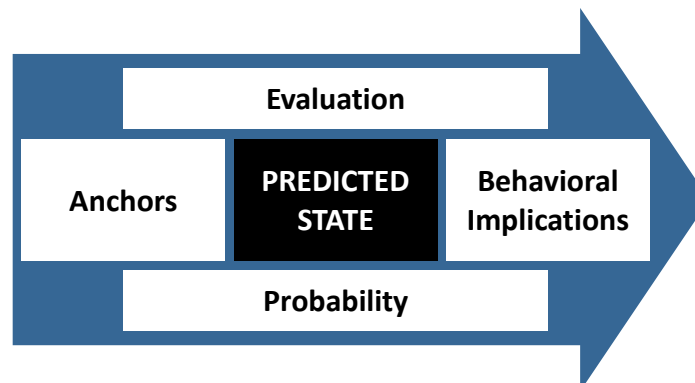 Evaluation
Anchors
PREDICTED
STATE
Behavioral
Implications
Probability